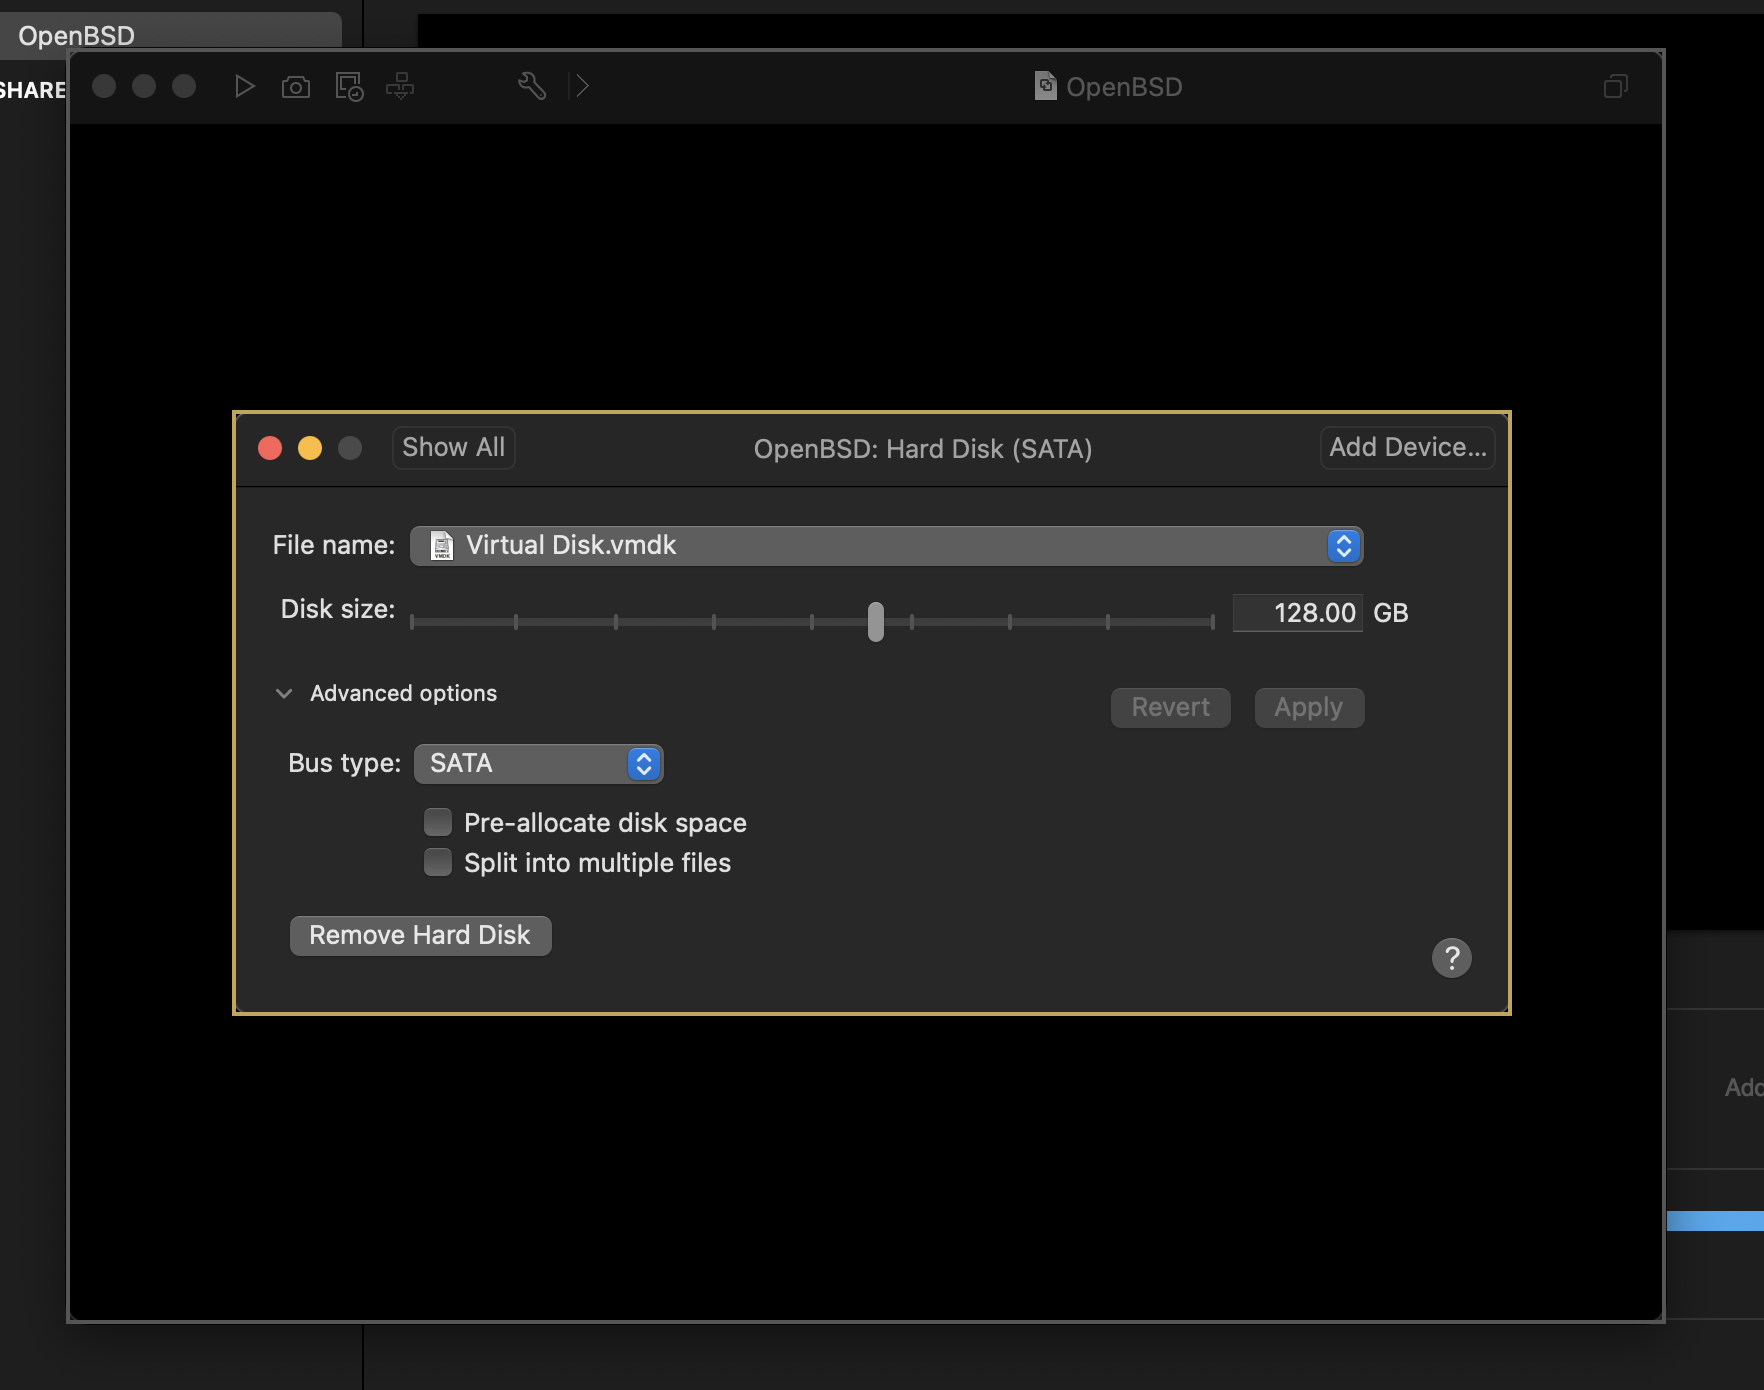 OpenBSD
SHARE
OpenBSD
Show All
OpenBSD: Hard Disk (SATA)
Add Device...
File name: Virtual Disk.vmdk
Disk size: 128.00 GB
Advanced options
Revert Apply
Bus type: SATA
Pre-allocate disk space
Split into multiple files
Remove Hard Disk
?
Add